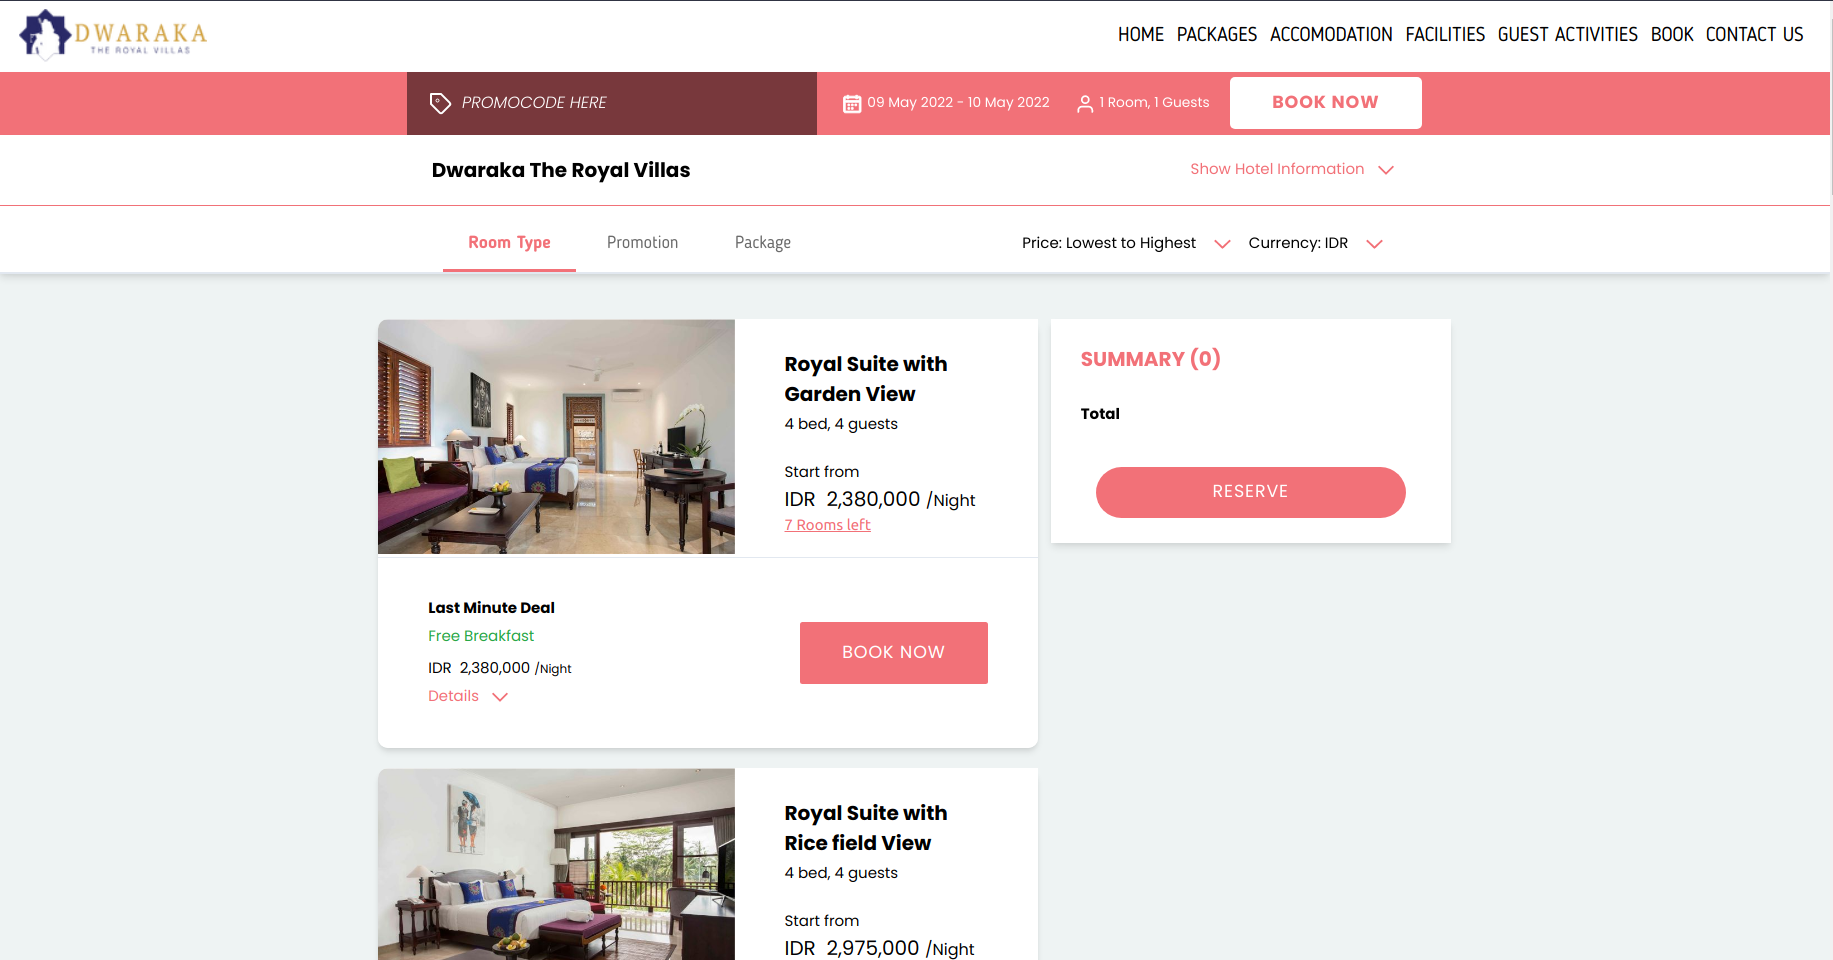 DWARAKA
THE ROYAL VILLAS
HOME PACKAGES ACCOMODATION FACILITIES GUEST ACTIVITIES BOOK CONTACT US
PROMOCODE HERE
09 May 2022 - 10 May 2022
1 Room, 1 Guests
BOOK NOW
Dwaraka The Royal Villas
Show Hotel Information
Room Type
Promotion
Package
Price: Lowest to Highest
Currency: IDR
Royal Suite with
Garden View
4 bed, 4 guests
Start from
IDR 2,380,000 /Night
7 Rooms left
Last Minute Deal
Free Breakfast
IDR 2,380,000 /Night
Details
BOOK NOW
SUMMARY (0)
Total
RESERVE
Royal Suite with
Rice field View
4 bed, 4 guests
Start from
IDR 2,975,000 /Night